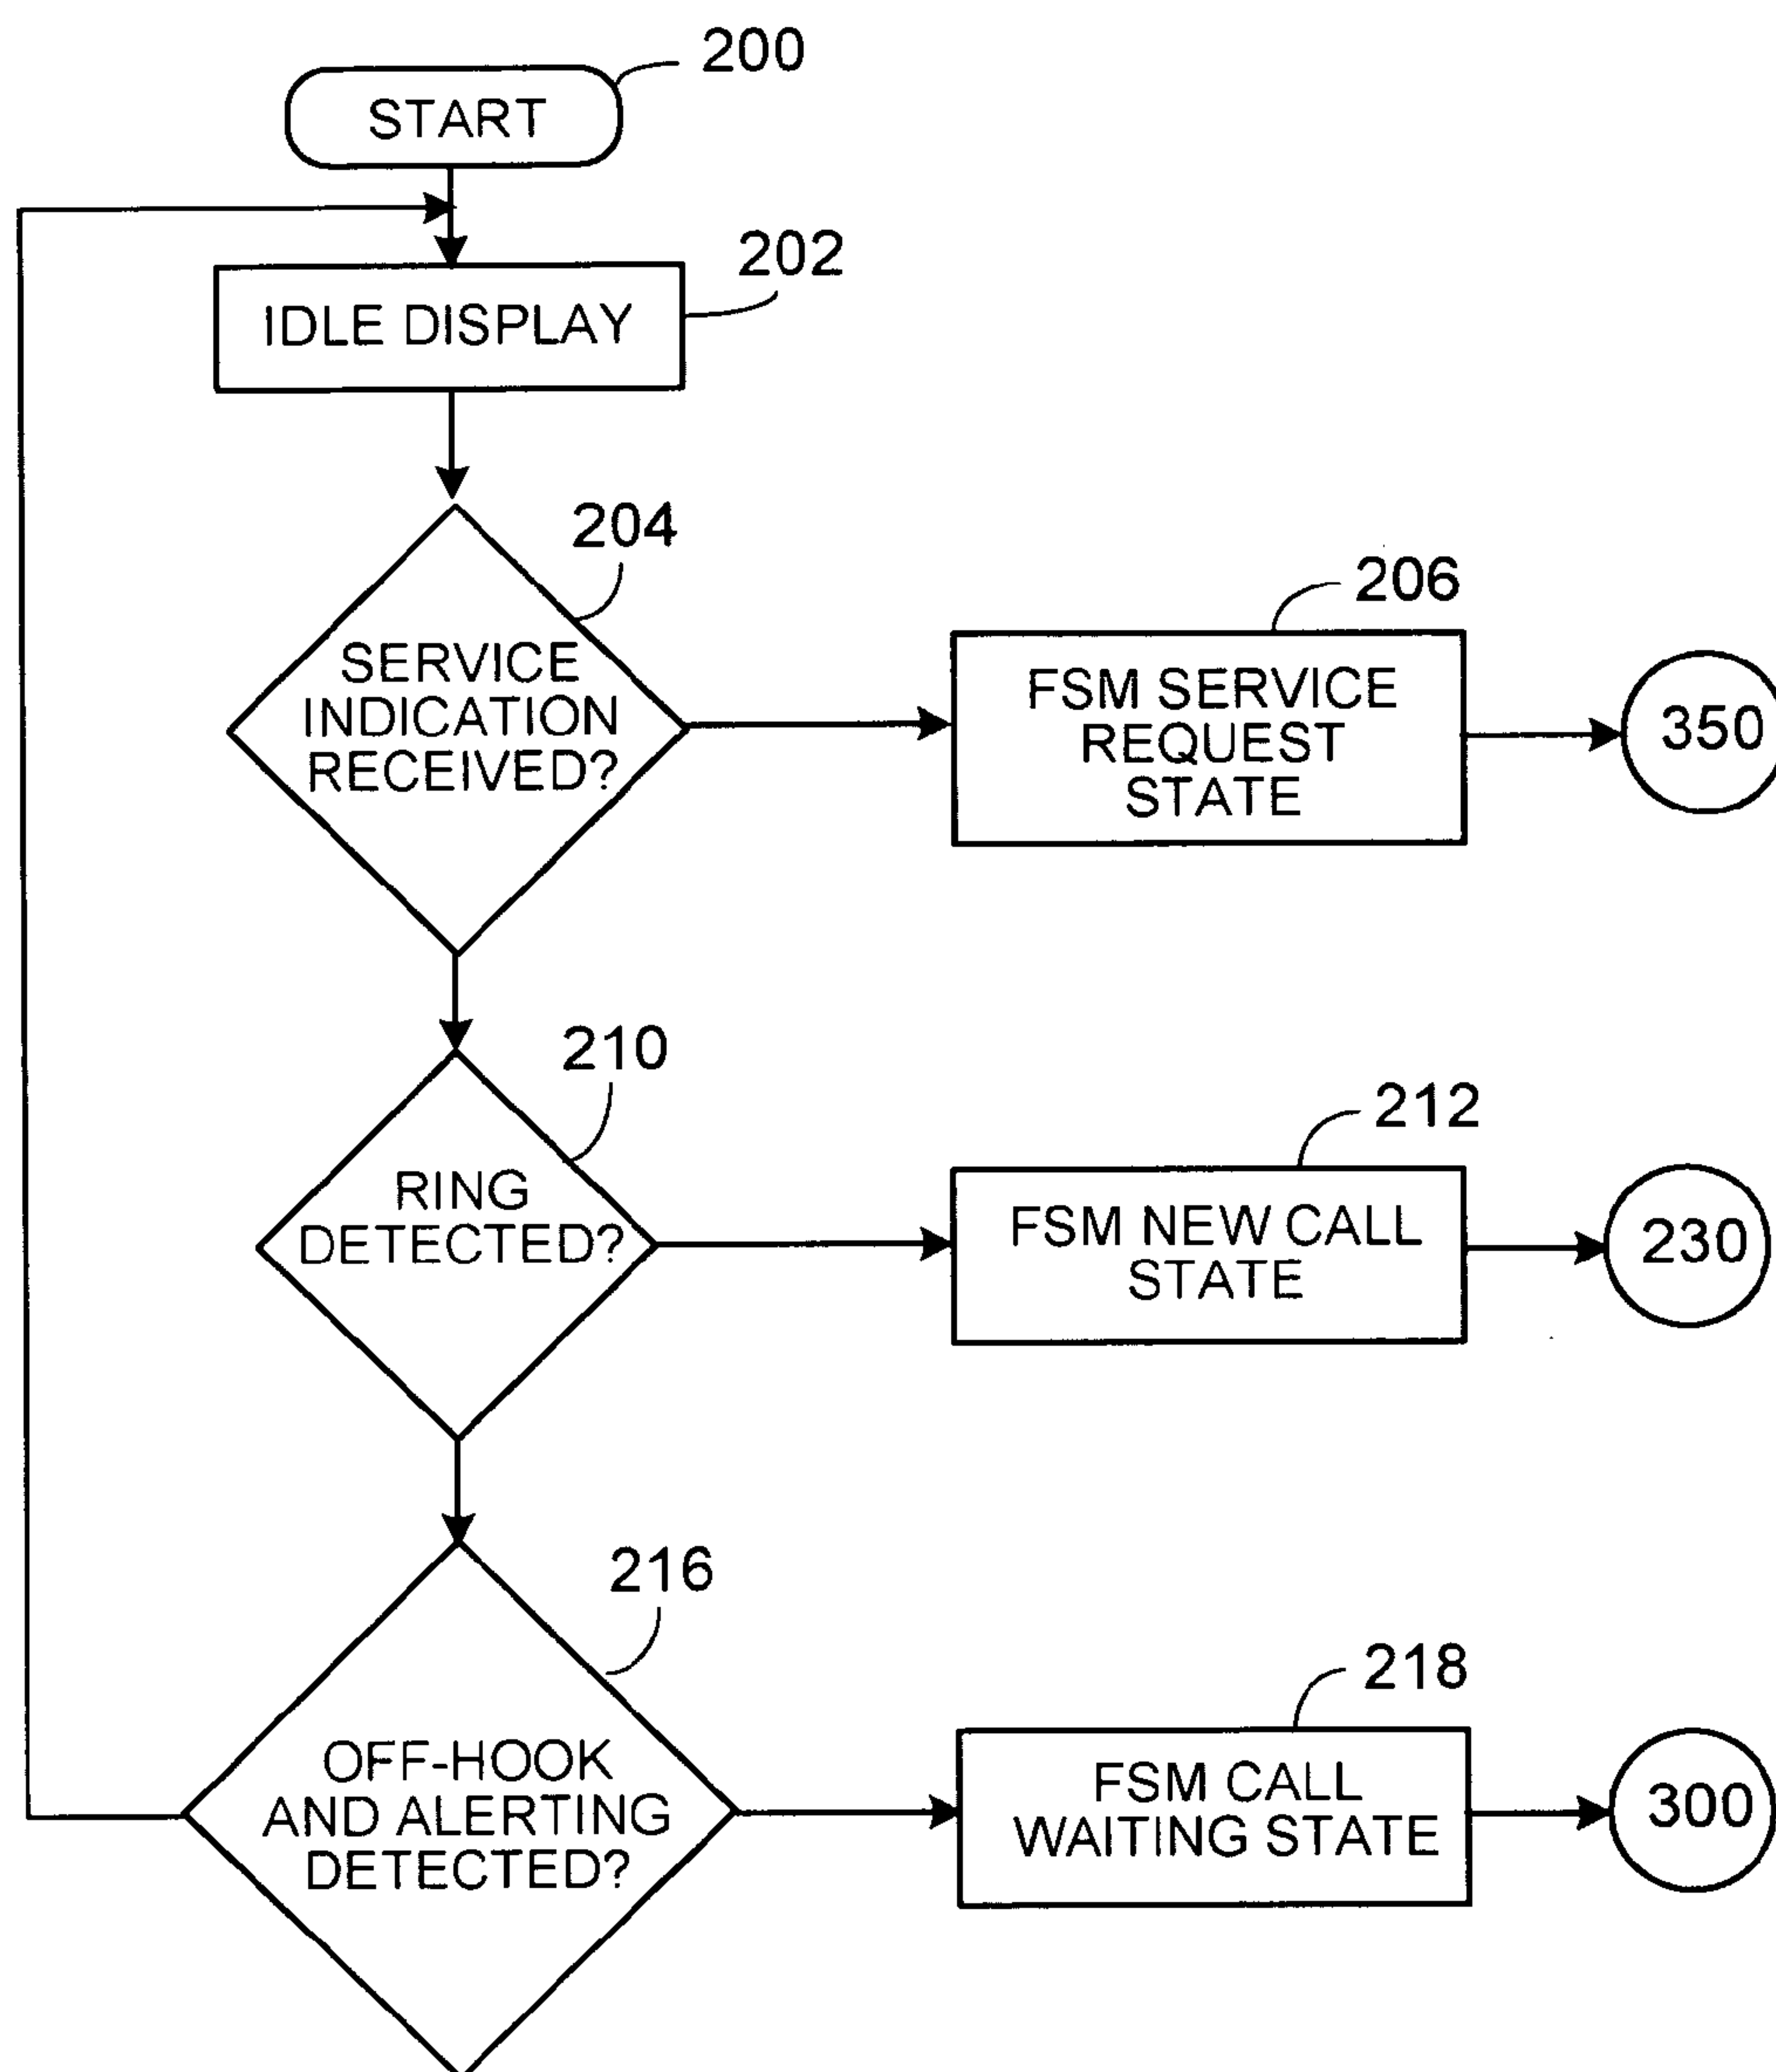 200
START
202
IDLE DISPLAY
204
SERVICE
INDICATION
RECEIVED?
206
FSM SERVICE
REQUEST
STATE
350
210
RING
DETECTED?
212
FSM NEW CALL
STATE
230
216
OFF-HOOK
AND ALERTING
DETECTED?
218
FSM CALL
WAITING STATE
300